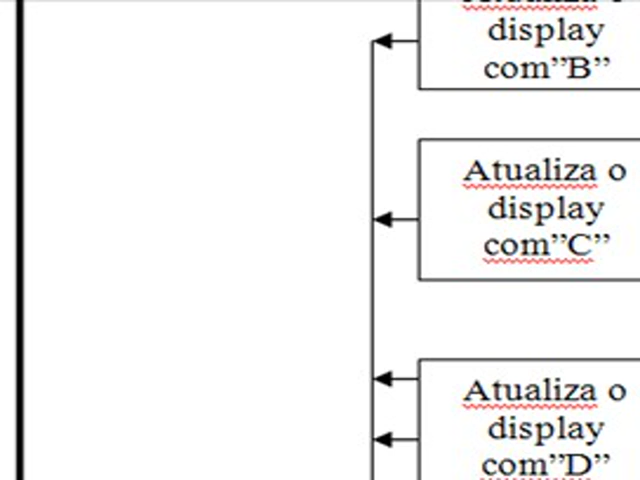 display
com”B”
Atualiza o
display
com”C”
Atualiza o
display
com”D”